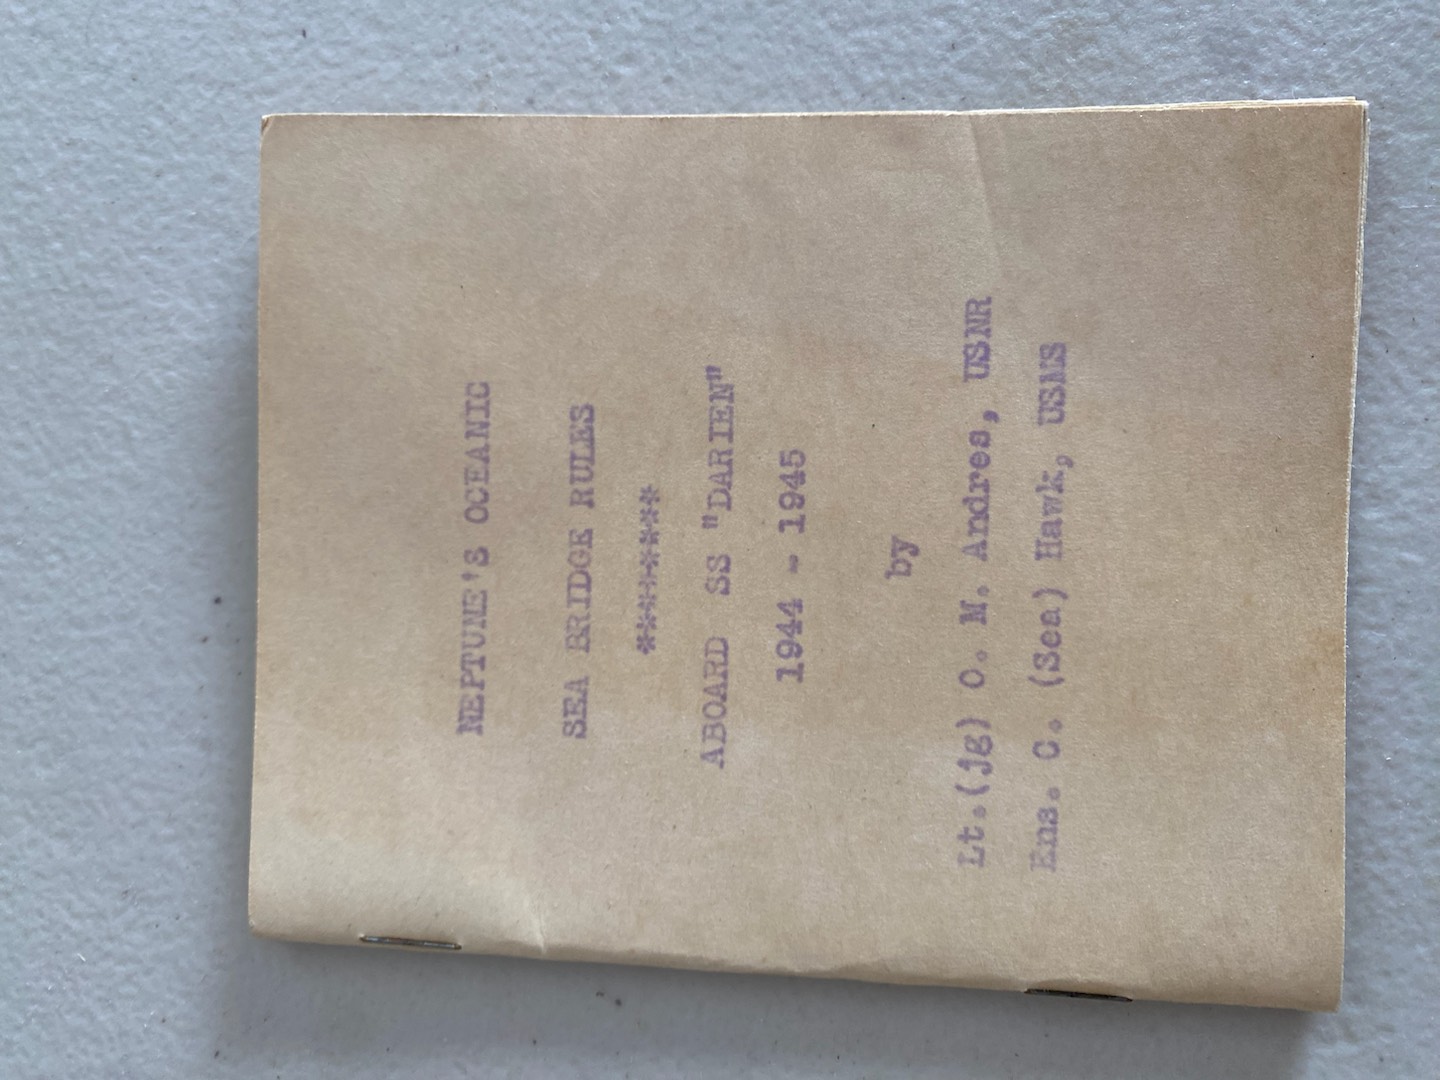 NEPTUNE'S OCEANIC
SEA BRIDGE RULES
*******
ABOARD SS "DARIEN"
1944 - 1945
by
Lt.(jg) O. M. Andres, USNR
Ens. C. (Sea) Hawk, USMS